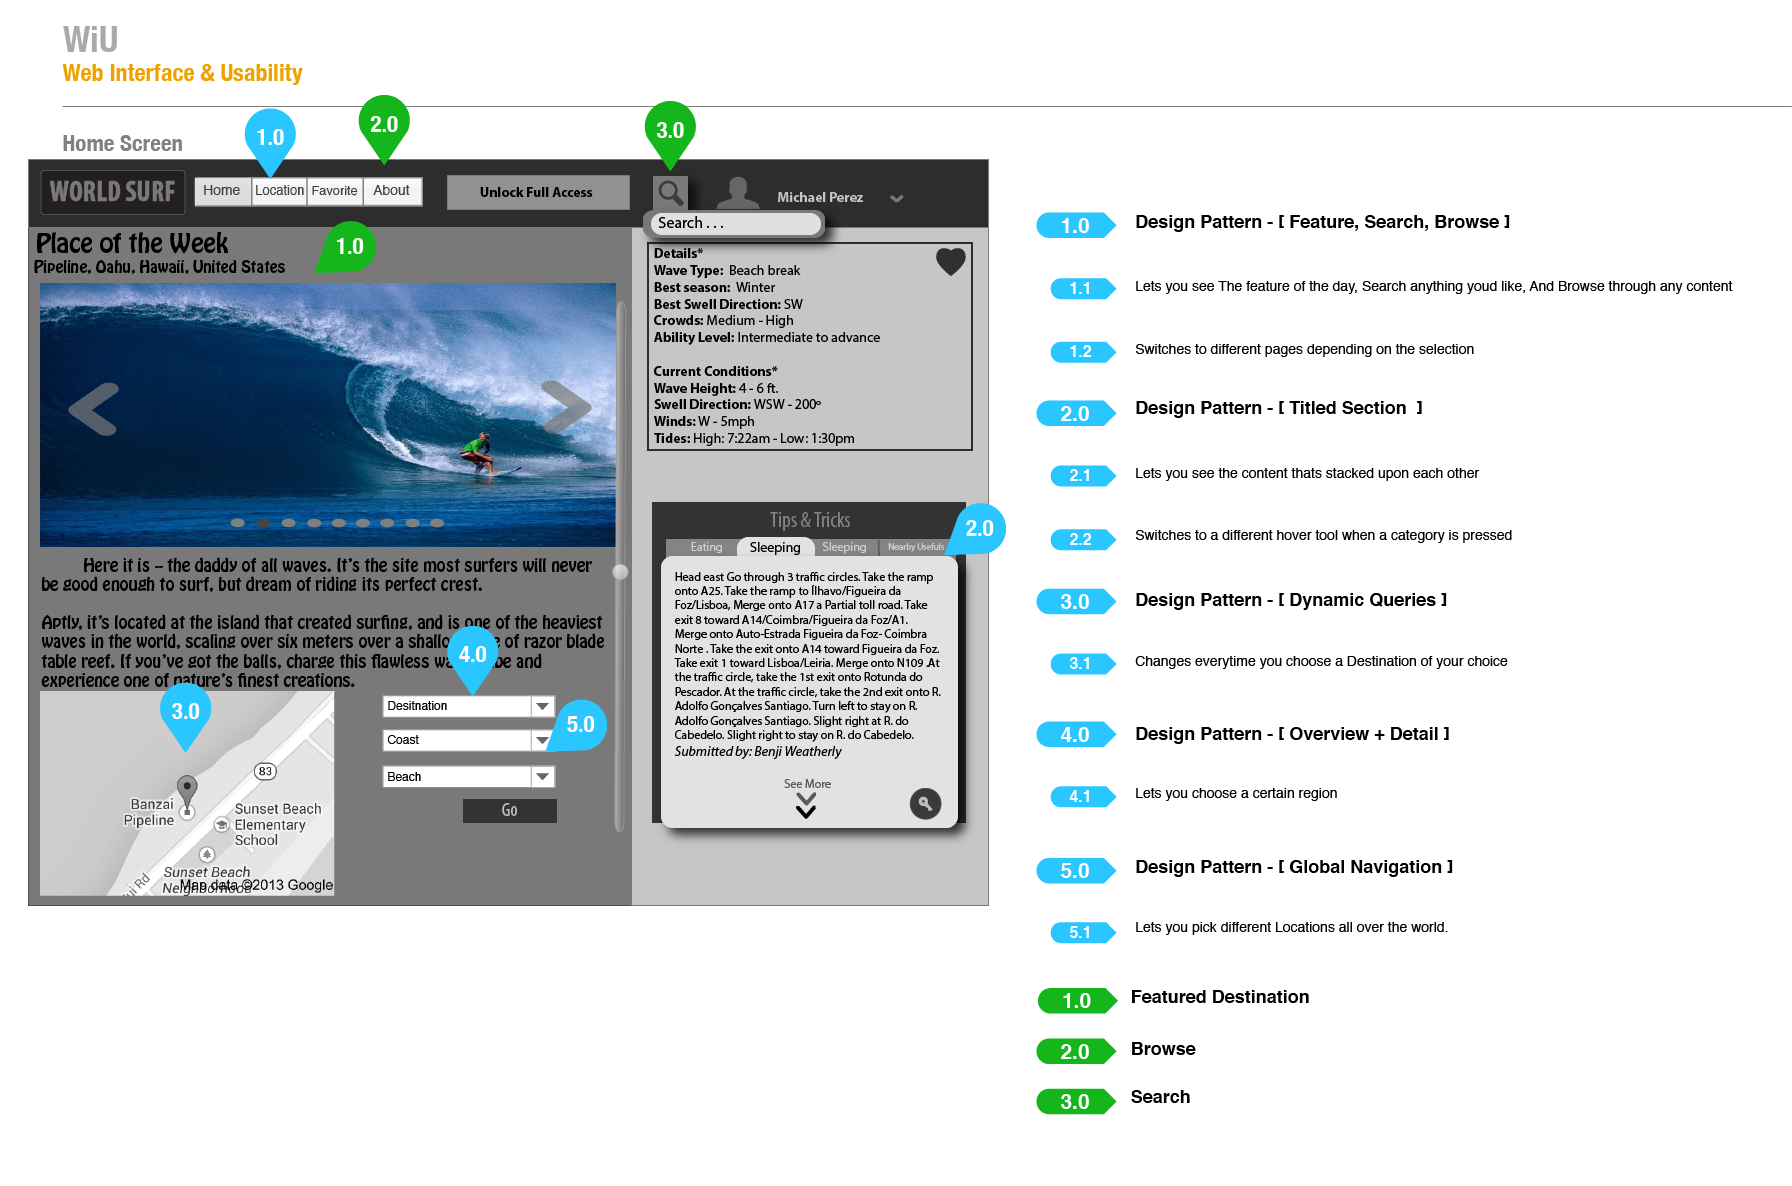 WiU
Web Interface & Usability
Home Screen
1.0
2.0
3.0
WORLD SURF
Home
Location
Favorite
About
Unlock Full Access
Michael Perez
Search . . .
Place of the Week
1.0
Pipeline, Oahu, Hawaii, United States
Here it is – the daddy of all waves. It's the site most surfers will never
be good enough to surf, but dream of riding its perfect crest.
Aptly, it's located at the island that created surfing, and is one of the heaviest
waves in the world, scaling over six meters over a shallo e of razor blade
table reef. If you've got the balls, charge this flawless wa pe and
experience one of nature's finest creations.
4.0
3.0
5.0
Desitnation
Coast
Beach
Go
83
Banzai
Pipeline
Sunset Beach
Elementary
School
Sunset Beach
Neighborhood
Map data ©2013 Google
ui Rd
Details*
Wave Type: Beach break
Best season: Winter
Best Swell Direction: SW
Crowds: Medium - High
Ability Level: Intermediate to advance
Current Conditions*
Wave Height: 4 - 6 ft.
Swell Direction: WSW - 200º
Winds: W - 5mph
Tides: High: 7:22am - Low: 1:30pm
Tips & Tricks
2.0
Eating
Sleeping
Sleeping
Nearby Usefuls
Head east Go through 3 traffic circles. Take the ramp
onto A25. Take the ramp to Ílhavo/Figueira da
Foz/Lisboa, Merge onto A17 a Partial toll road. Take
exit 8 toward A14/Coimbra/Figueira da Foz/A1.
Merge onto Auto-Estrada Figueira da Foz- Coimbra
Norte . Take the exit onto A14 toward Figueira da Foz.
Take exit 1 toward Lisboa/Leiria. Merge onto N109 .At
the traffic circle, take the 1st exit onto Rotunda do
Pescador. At the traffic circle, take the 2nd exit onto R.
Adolfo Gonçalves Santiago. Turn left to stay on R.
Adolfo Gonçalves Santiago. Slight right at R. do
Cabedelo. Slight right to stay on R. do Cabedelo.
Submitted by: Benji Weatherly
See More
1.0 Design Pattern - [ Feature, Search, Browse ]
1.1 Lets you see The feature of the day, Search anything youd like, And Browse through any content
1.2 Switches to different pages depending on the selection
2.0 Design Pattern - [ Titled Section ]
2.1 Lets you see the content thats stacked upon each other
2.2 Switches to a different hover tool when a category is pressed
3.0 Design Pattern - [ Dynamic Queries ]
3.1 Changes everytime you choose a Destination of your choice
4.0 Design Pattern - [ Overview + Detail ]
4.1 Lets you choose a certain region
5.0 Design Pattern - [ Global Navigation ]
5.1 Lets you pick different Locations all over the world.
1.0 Featured Destination
2.0 Browse
3.0 Search